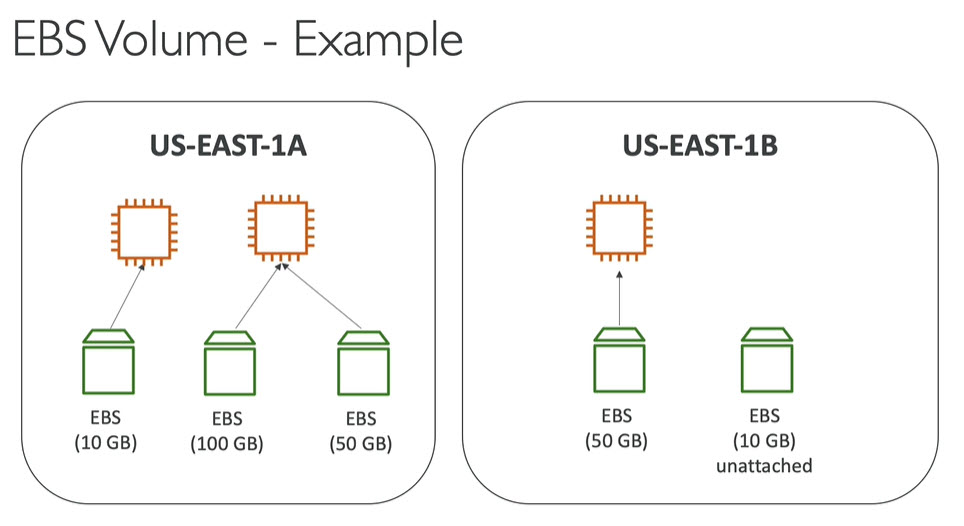 EBS Volume - Example
US-EAST-1A
EBS
(10 GB)
EBS
(100 GB)
EBS
(50 GB)
US-EAST-1B
EBS
(50 GB)
EBS
(10 GB)
unattached